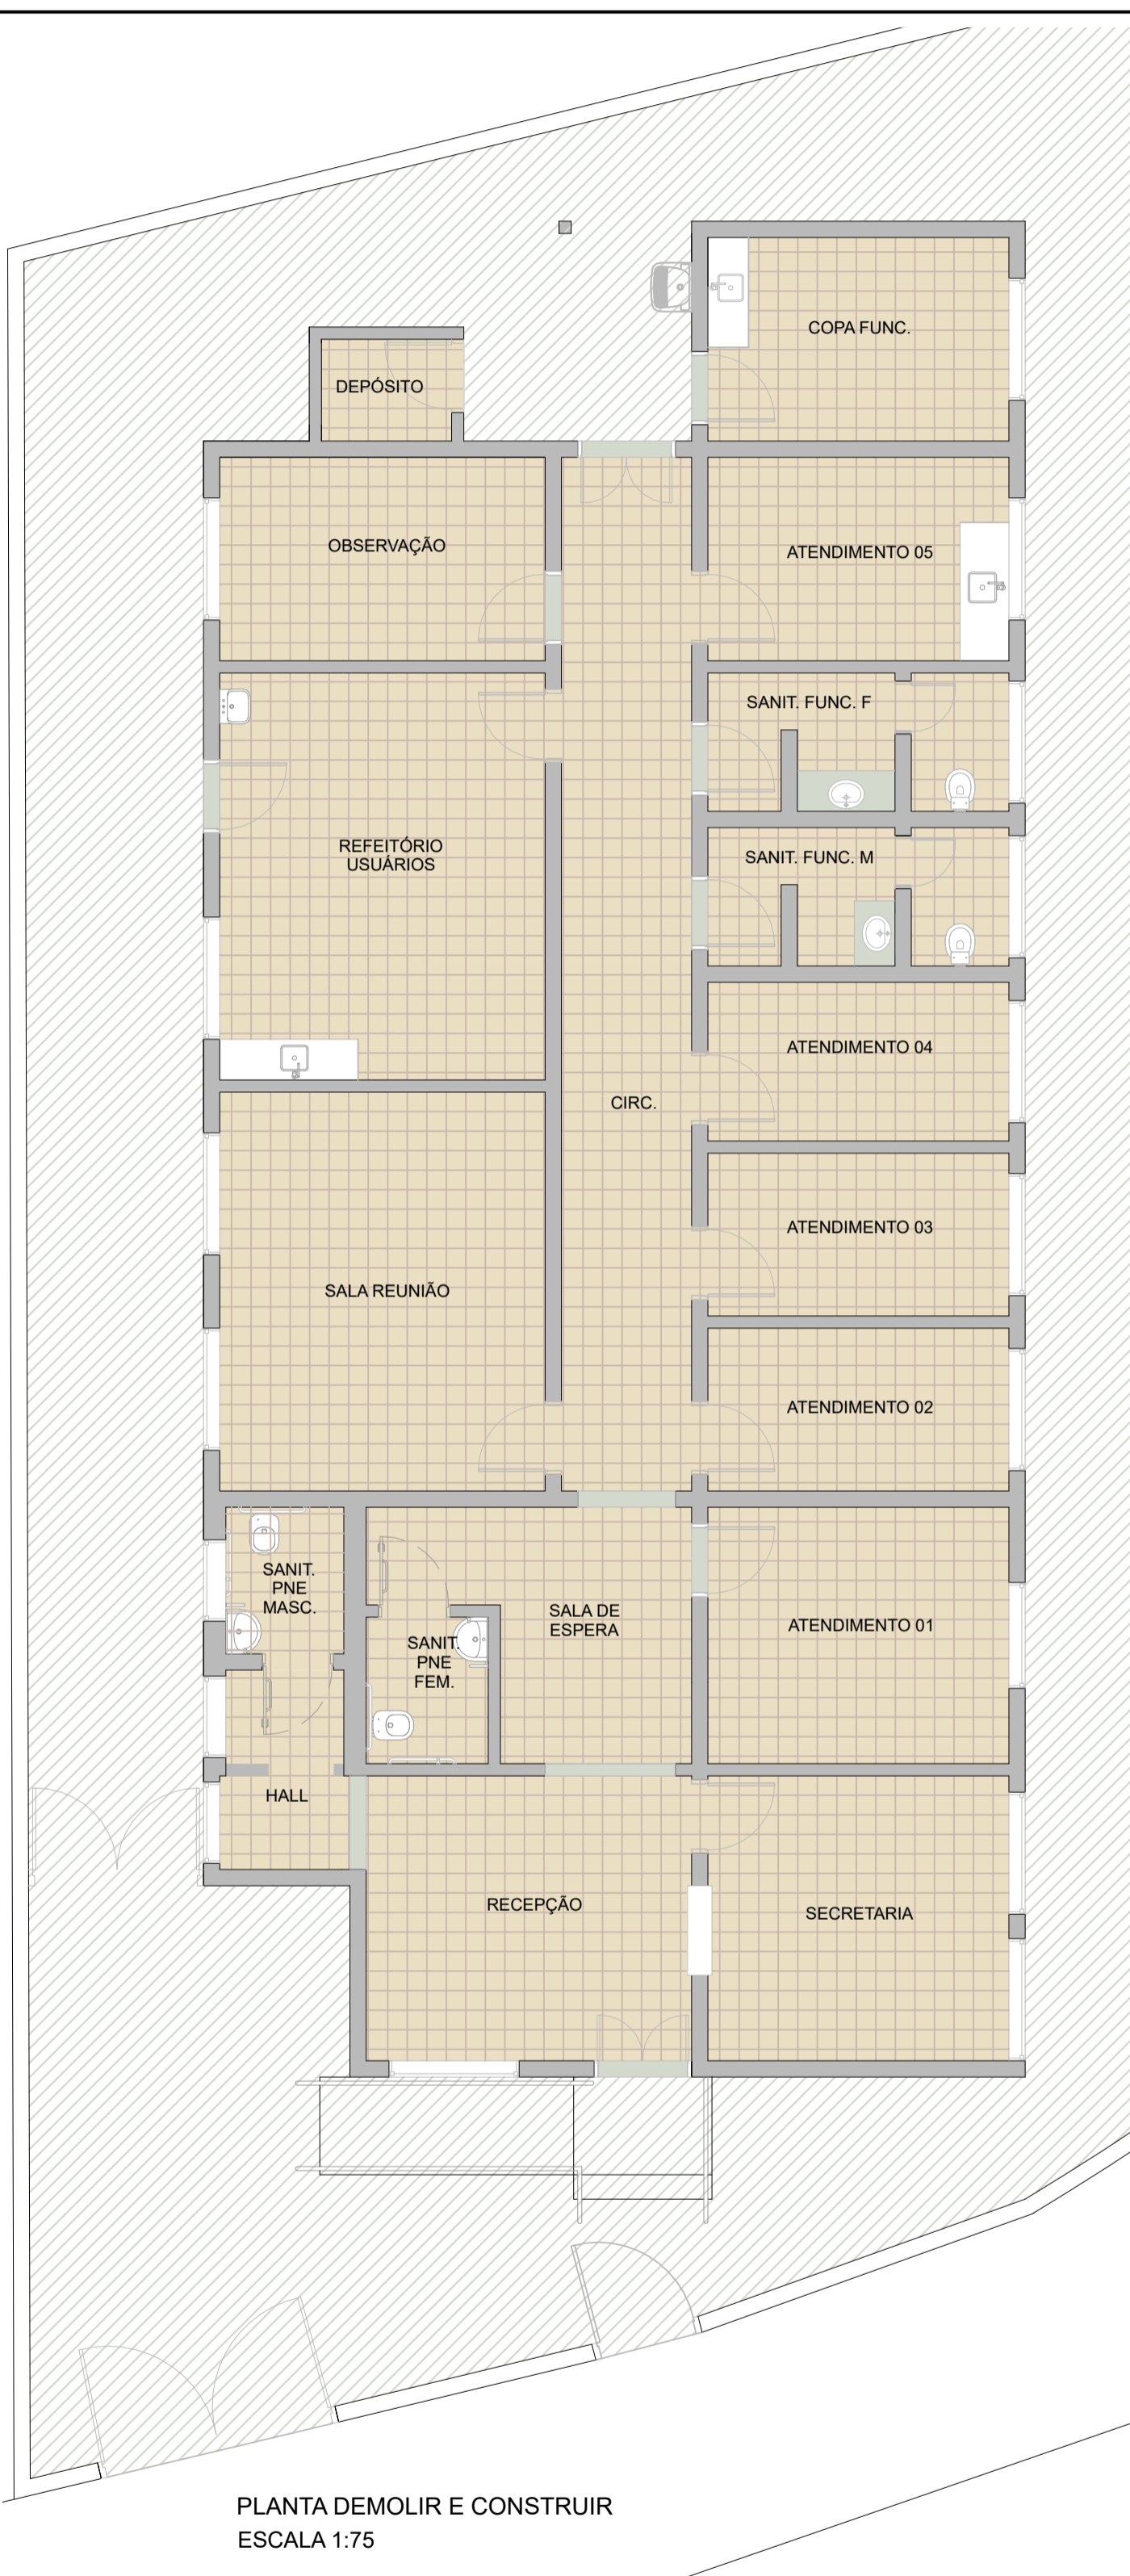 COPA FUNC.
DEPÓSITO
OBSERVAÇÃO
ATENDIMENTO 05
SANIT. FUNC. F
REFEITÓRIO
USUÁRIOS
SANIT. FUNC. M
ATENDIMENTO 04
CIRC.
ATENDIMENTO 03
SALA REUNIÃO
ATENDIMENTO 02
SANIT.
PNE
MASC.
SALA DE
ESPERA
ATENDIMENTO 01
SANIT.
PNE
FEM.
HALL
RECEPÇÃO
SECRETARIA
PLANTA DEMOLIR E CONSTRUIR
ESCALA 1:75